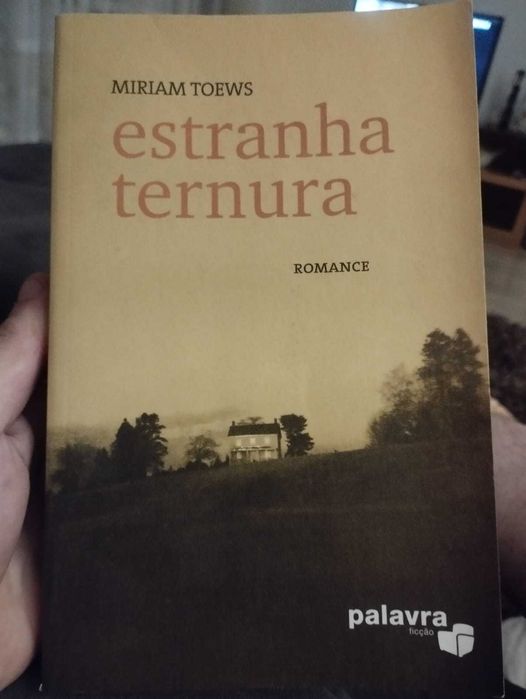 MIRIAM TOEWS
estranha
ternura
ROMANCE
palavra
ficção